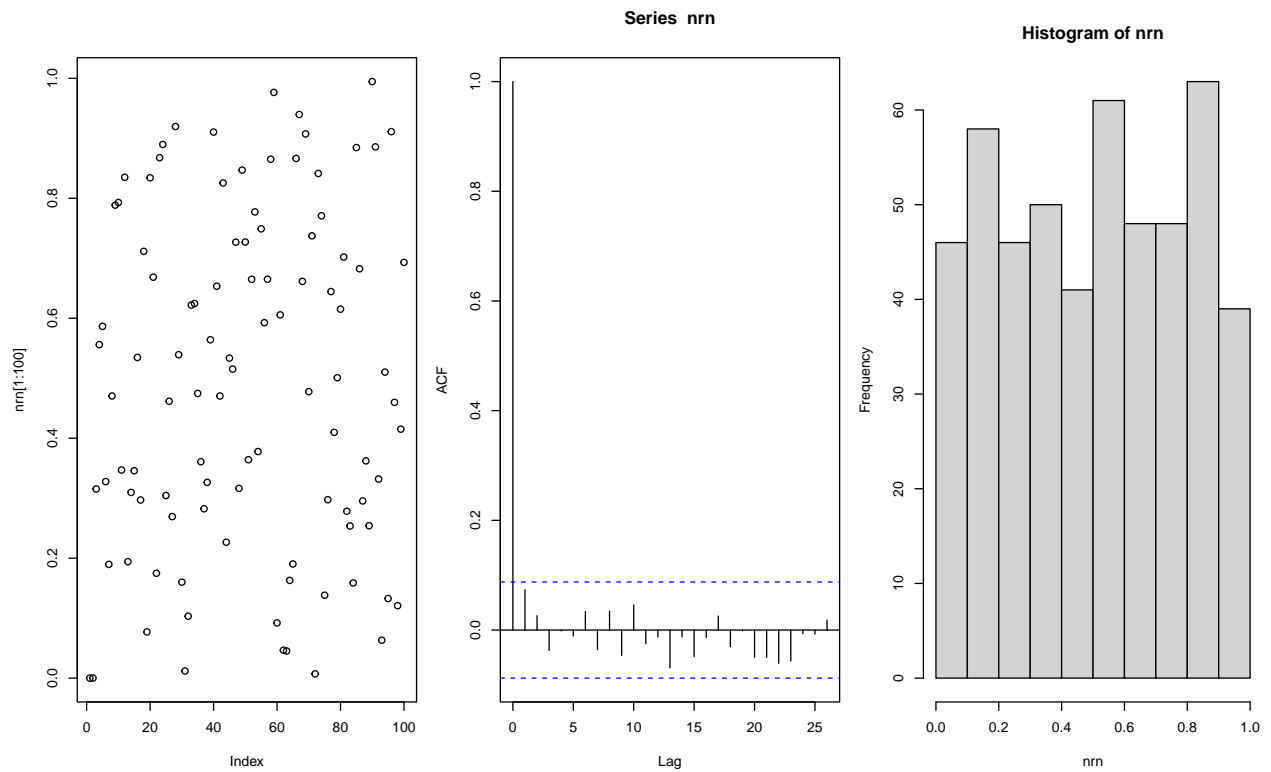 nrn[1:100]
1.0
0.8
0.6
0.4
0.2
0.0
0 20 40 60 80 100
Index
Series nrn
ACF
1.0
0.8
0.6
0.4
0.2
0.0
0 5 10 15 20 25
Lag
Histogram of nrn
Frequency
60
50
40
30
20
10
0
0.0 0.2 0.4 0.6 0.8 1.0
nrn